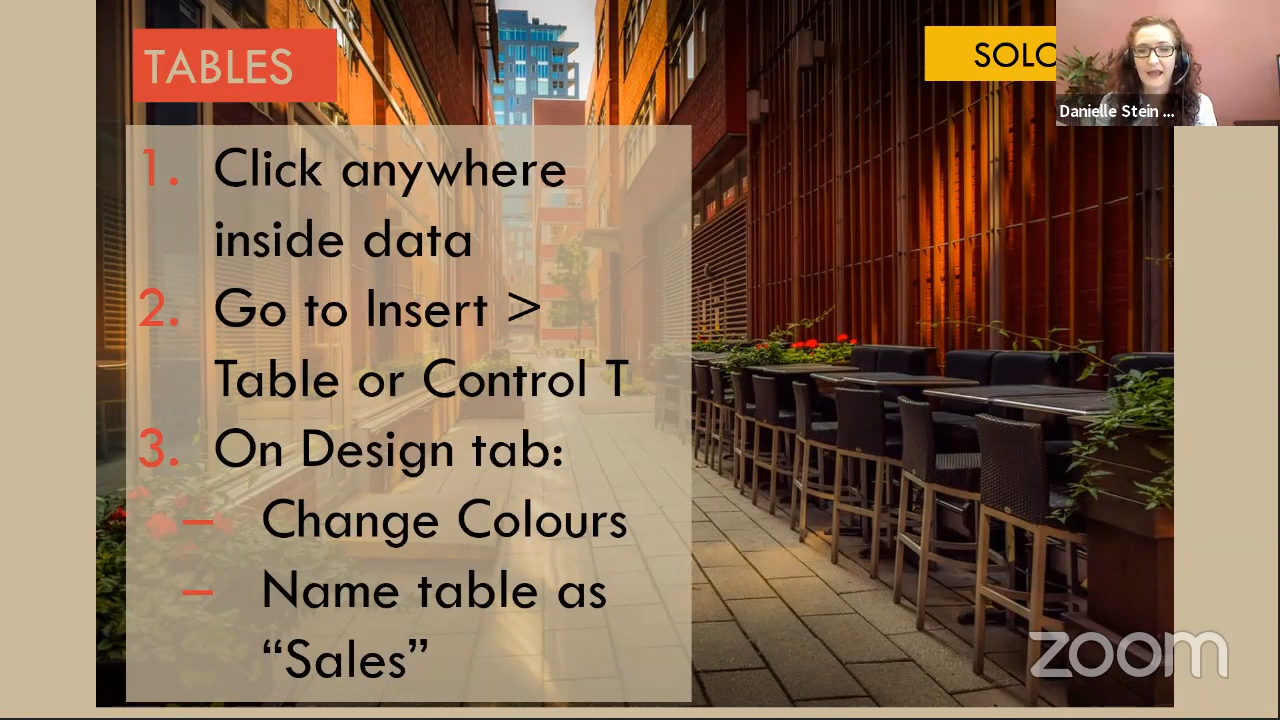 TABLES
SOLO
Danielle Stein ...
1. Click anywhere
inside data
2. Go to Insert >
Table or Control T
3. On Design tab:
– Change Colours
– Name table as
“Sales”
zoom